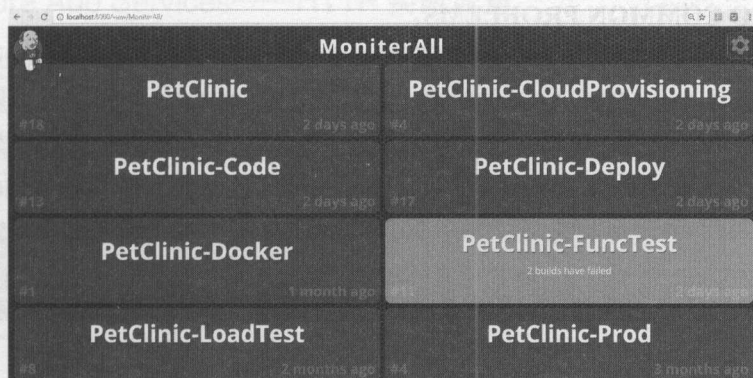 localhost:8080/view/MoniterAll/
MoniterAll
PetClinic
#18 2 days ago
PetClinic-CloudProvisioning
#4 2 days ago
PetClinic-Code
#13 2 days ago
PetClinic-Deploy
#17 2 days ago
PetClinic-Docker
#1 1 month ago
PetClinic-FuncTest
2 builds have failed
2 days ago
PetClinic-LoadTest
#8 2 months ago
PetClinic-Prod
#4 3 months ago